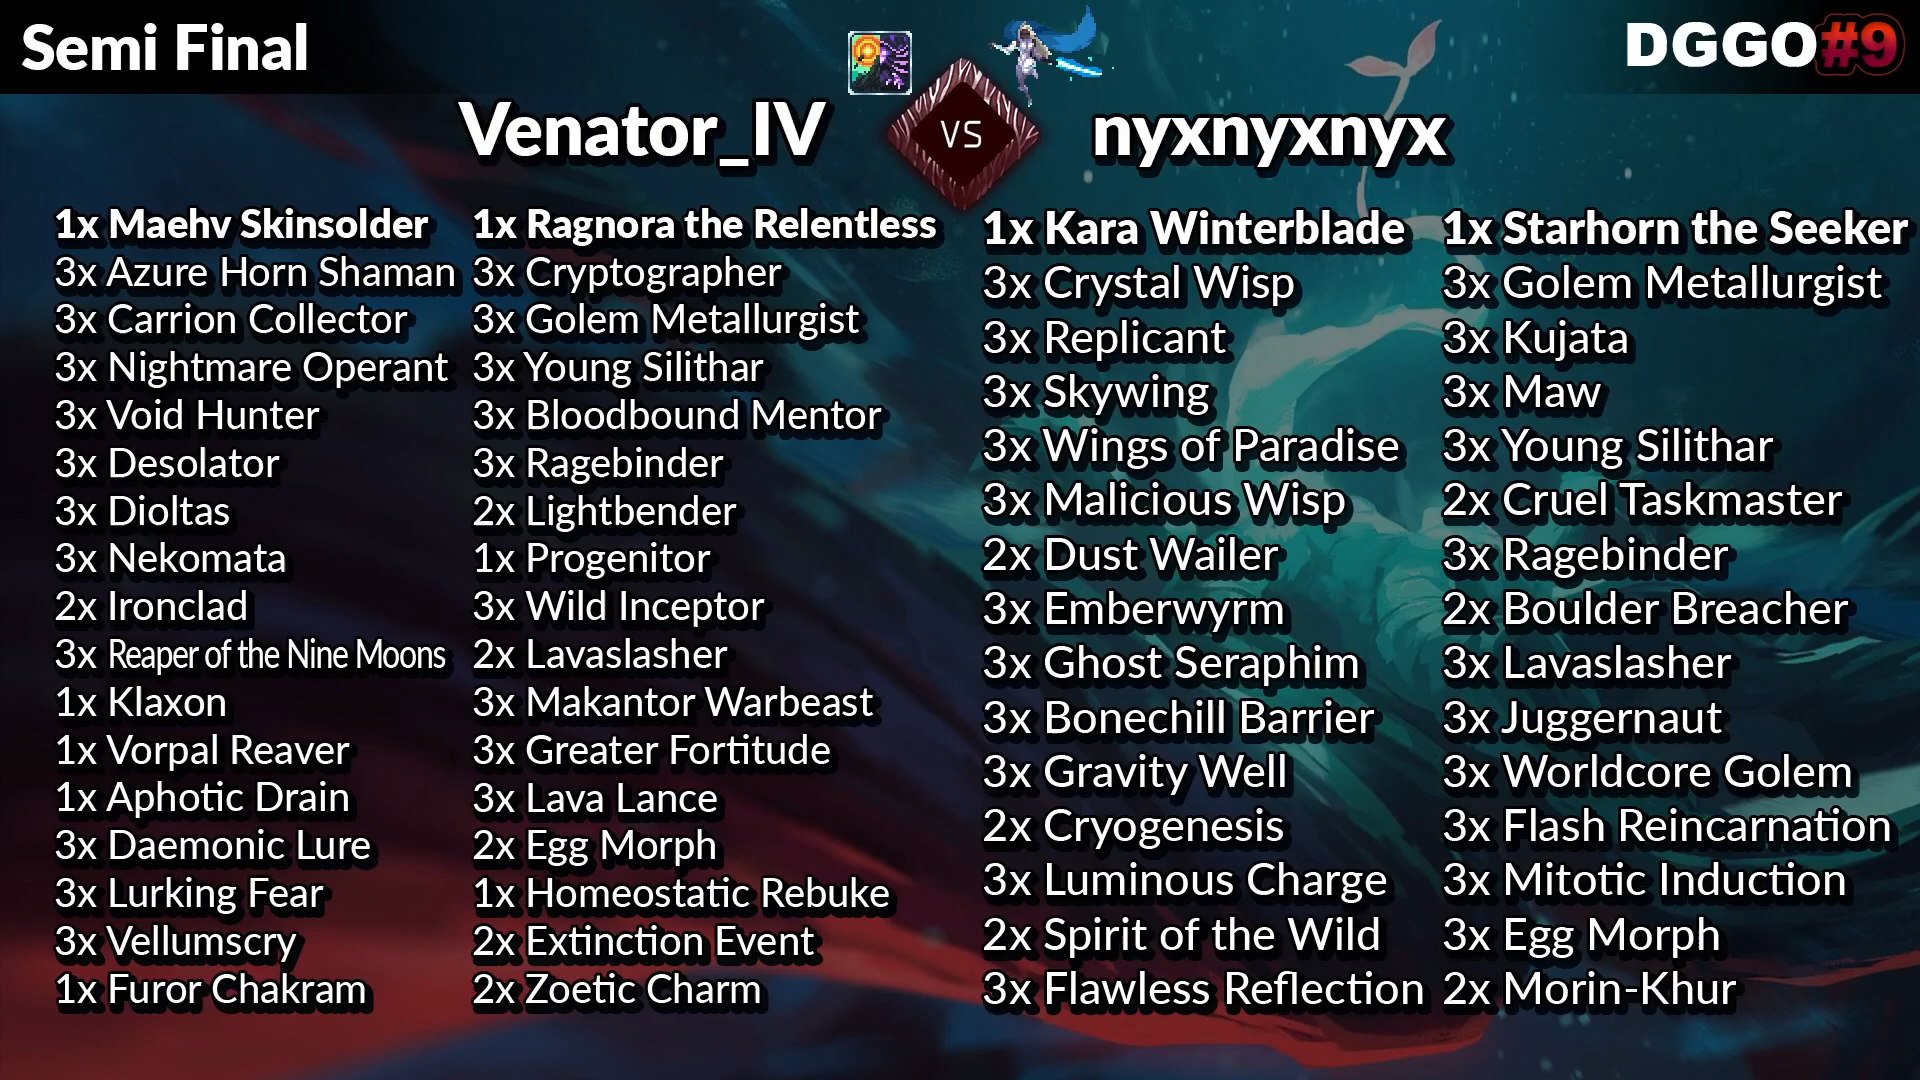 Semi Final
DGGO#9
Venator_IV
VS
nyxnyxnyx
1x Maehv Skinsolder
3x Azure Horn Shaman
3x Carrion Collector
3x Nightmare Operant
3x Void Hunter
3x Desolator
3x Dioltas
3x Nekomata
2x Ironclad
3x Reaper of the Nine Moons
1x Klaxon
1x Vorpal Reaver
1x Aphotic Drain
3x Daemonic Lure
3x Lurking Fear
3x Vellumscry
1x Furor Chakram
1x Ragnora the Relentless
3x Cryptographer
3x Golem Metallurgist
3x Young Silithar
3x Bloodbound Mentor
3x Ragebinder
2x Lightbender
1x Progenitor
3x Wild Inceptor
2x Lavaslasher
3x Makantor Warbeast
3x Greater Fortitude
3x Lava Lance
2x Egg Morph
1x Homeostatic Rebuke
2x Extinction Event
2x Zoetic Charm
1x Kara Winterblade
3x Crystal Wisp
3x Replicant
3x Skywing
3x Wings of Paradise
3x Malicious Wisp
2x Dust Wailer
3x Emberwyrm
3x Ghost Seraphim
3x Bonechill Barrier
3x Gravity Well
2x Cryogenesis
3x Luminous Charge
2x Spirit of the Wild
3x Flawless Reflection
1x Starhorn the Seeker
3x Golem Metallurgist
3x Kujata
3x Maw
3x Young Silithar
2x Cruel Taskmaster
3x Ragebinder
2x Boulder Breacher
3x Lavaslasher
3x Juggernaut
3x Worldcore Golem
3x Flash Reincarnation
3x Mitotic Induction
3x Egg Morph
2x Morin-Khur